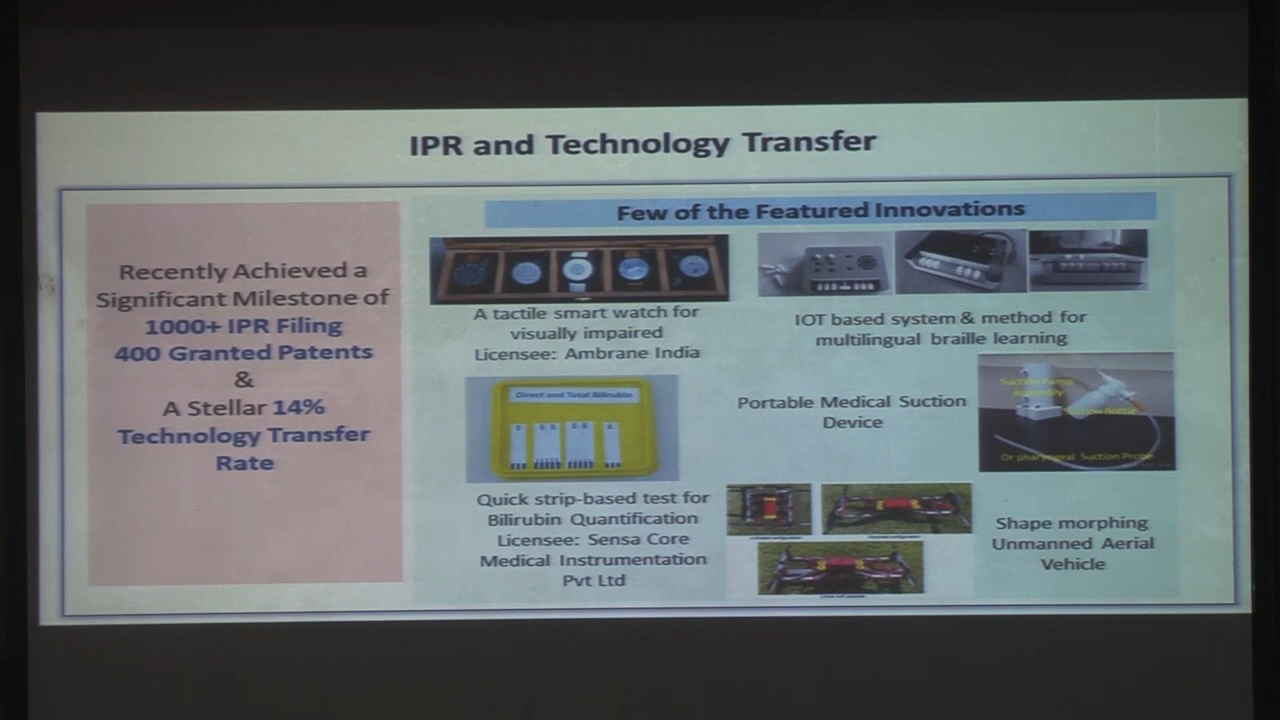 IPR and Technology Transfer
Recently Achieved a
Significant Milestone of
1000+ IPR Filing
400 Granted Patents
&
A Stellar 14%
Technology Transfer
Rate
Few of the Featured Innovations
A tactile smart watch for
visually impaired
Licensee: Ambrane India
IOT based system & method for
multilingual braille learning
Direct and Total Bilirubin
Quick strip-based test for
Bilirubin Quantification
Licensee: Sensa Core
Medical Instrumentation
Pvt Ltd
Portable Medical Suction
Device
Suction Pump
Assembly
Suction Bottle
Suction Probe
Shape morphing
Unmanned Aerial
Vehicle